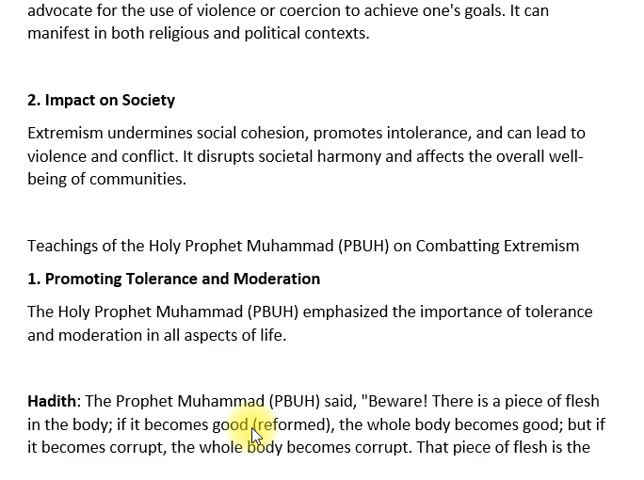 advocate for the use of violence or coercion to achieve one's goals. It can
manifest in both religious and political contexts.
2. Impact on Society
Extremism undermines social cohesion, promotes intolerance, and can lead to
violence and conflict. It disrupts societal harmony and affects the overall well-
being of communities.
Teachings of the Holy Prophet Muhammad (PBUH) on Combatting Extremism
1. Promoting Tolerance and Moderation
The Holy Prophet Muhammad (PBUH) emphasized the importance of tolerance
and moderation in all aspects of life.
Hadith: The Prophet Muhammad (PBUH) said, "Beware! There is a piece of flesh
in the body; if it becomes good (reformed), the whole body becomes good; but if
it becomes corrupt, the whole body becomes corrupt. That piece of flesh is the